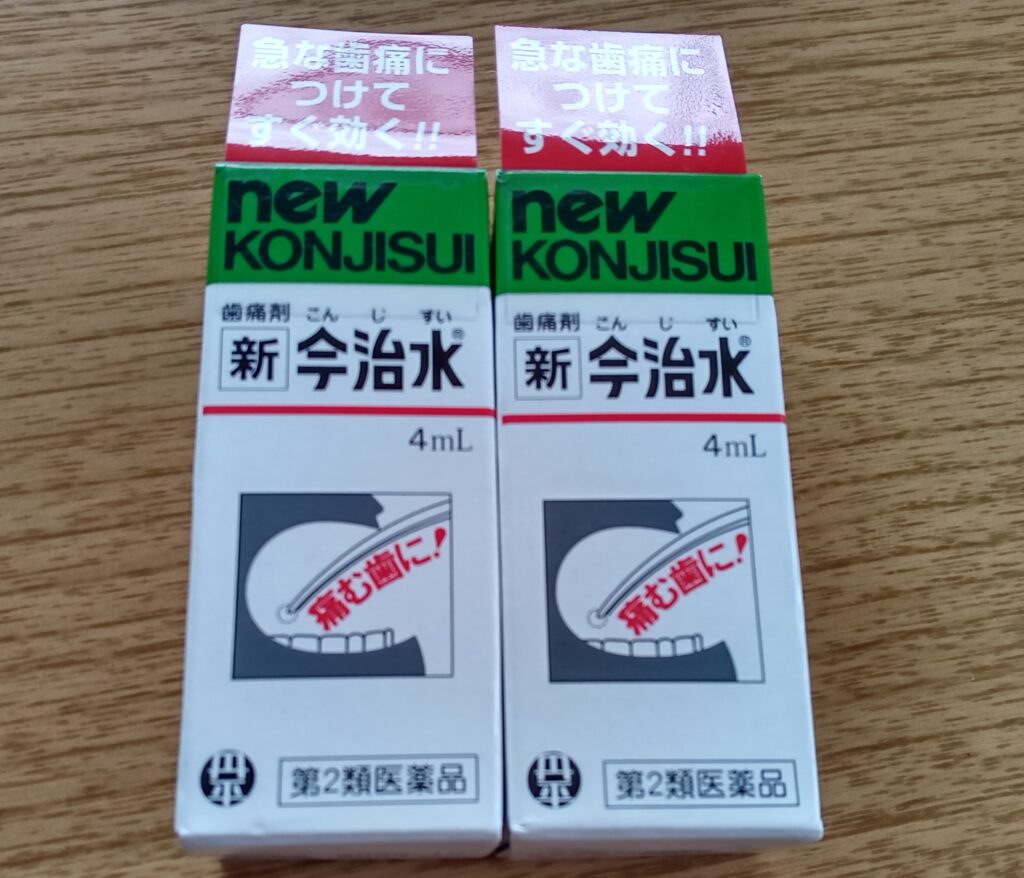 急な歯痛に
つけて
すぐ効く!!
new
KONJISUI
歯痛剤 こん じ すい
新 今治水®
4mL
痛む歯に!
第2類医薬品
急な歯痛に
つけて
すぐ効く!!
new
KONJISUI
歯痛剤 こん じ すい
新 今治水®
4mL
痛む歯に!
第2類医薬品